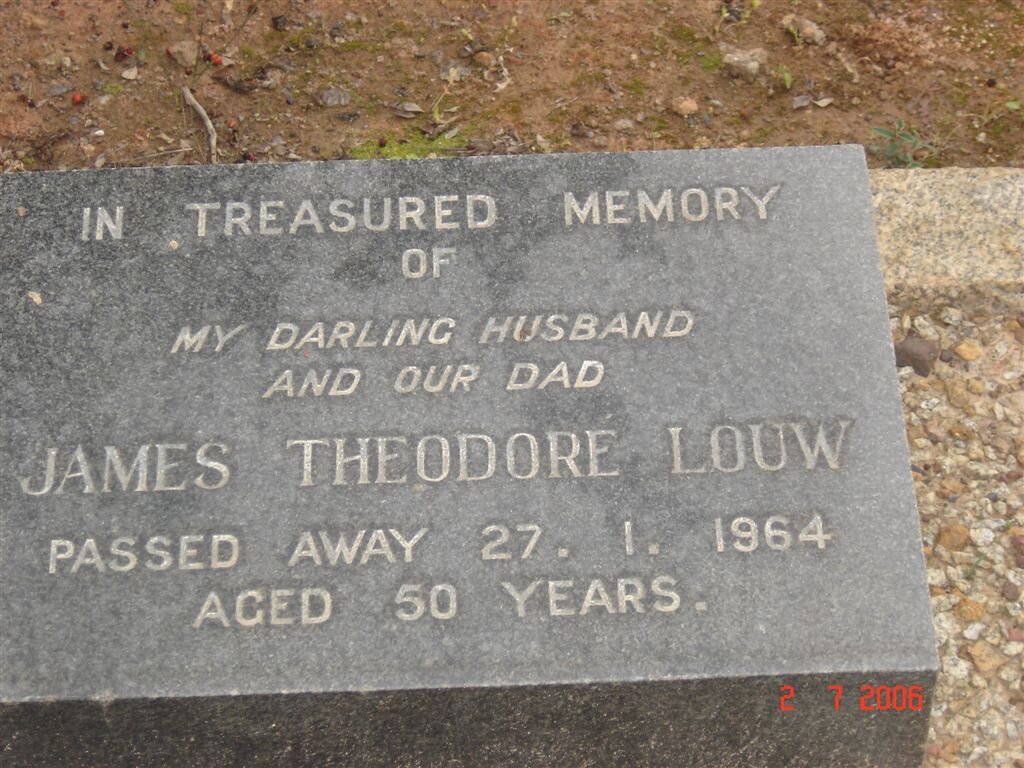 IN TREASURED MEMORY
OF
MY DARLING HUSBAND
AND OUR DAD
JAMES THEODORE LOUW
PASSED AWAY 27. 1. 1964
AGED 50 YEARS.
2 7 2006